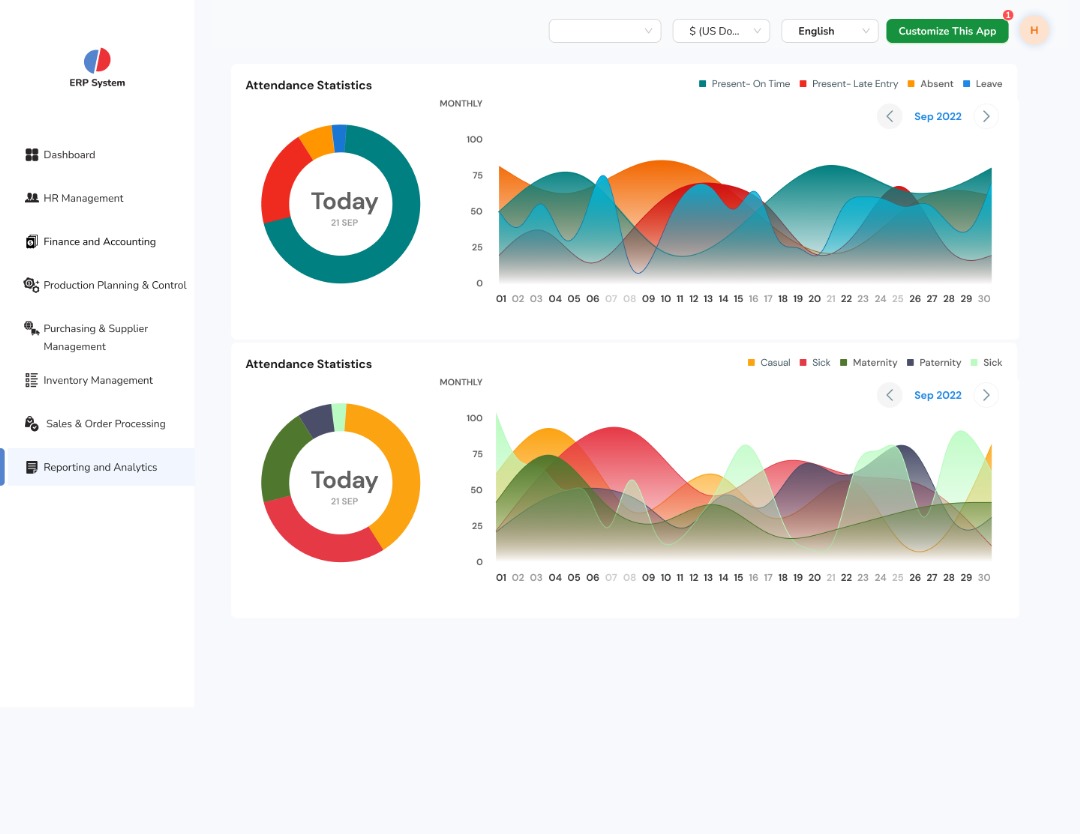 $ (US Do...
English
Customize This App
1
H
ERP System
Dashboard
HR Management
Finance and Accounting
Production Planning & Control
Purchasing & Supplier
Management
Inventory Management
Sales & Order Processing
Reporting and Analytics
Attendance Statistics
Present- On Time
Present- Late Entry
Absent
Leave
MONTHLY
Sep 2022
Today
21 SEP
100
75
50
25
0
01 02 03 04 05 06 07 08 09 10 11 12 13 14 15 16 17 18 19 20 21 22 23 24 25 26 27 28 29 30
Attendance Statistics
Casual
Sick
Maternity
Paternity
Sick
MONTHLY
Sep 2022
Today
21 SEP
100
75
50
25
0
01 02 03 04 05 06 07 08 09 10 11 12 13 14 15 16 17 18 19 20 21 22 23 24 25 26 27 28 29 30